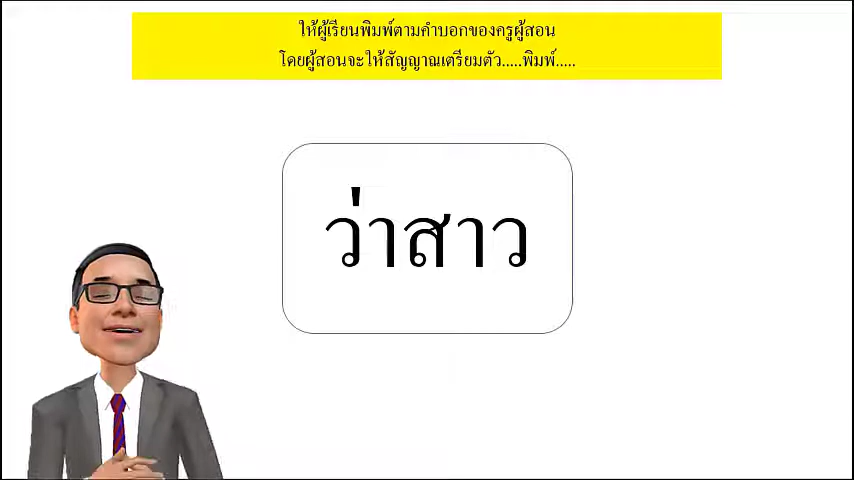 ให้ผู้เรียนพิมพ์ตามคำบอกของครูผู้สอน
โดยผู้สอนจะให้สัญญาณเตรียมตัว.....พิมพ์.....
ว่าสาว